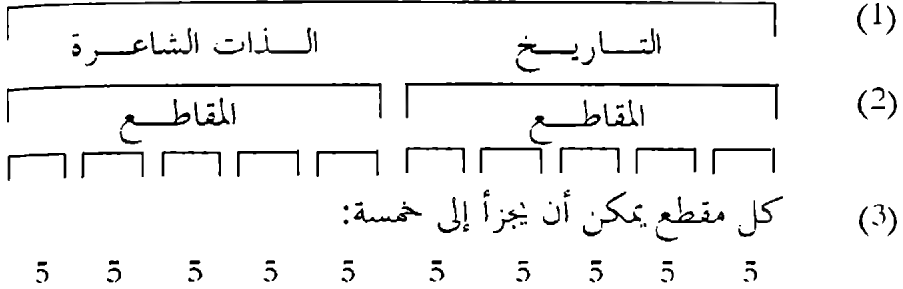 (1) التاريخ الذات الشاعرة
(2) المقاطع المقاطع
(3) كل مقطع يمكن أن يجزأ إلى خمسة:
5 5 5 5 5 5 5 5 5 5